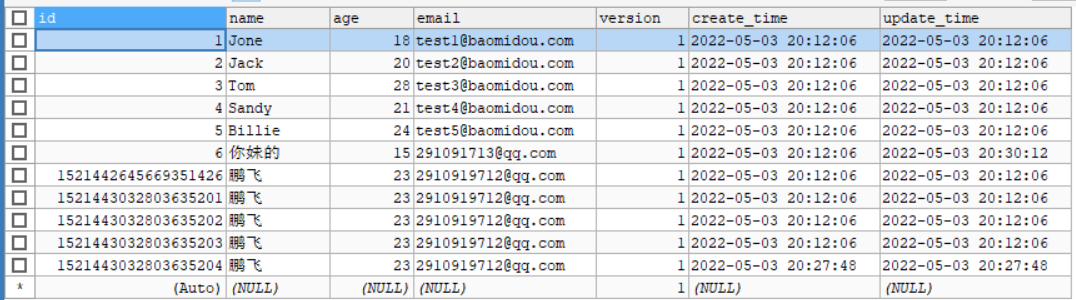 id name age email version create_time update_time
1 Jone 18 test1@baomidou.com 1 2022-05-03 20:12:06 2022-05-03 20:12:06
2 Jack 20 test2@baomidou.com 1 2022-05-03 20:12:06 2022-05-03 20:12:06
3 Tom 28 test3@baomidou.com 1 2022-05-03 20:12:06 2022-05-03 20:12:06
4 Sandy 21 test4@baomidou.com 1 2022-05-03 20:12:06 2022-05-03 20:12:06
5 Billie 24 test5@baomidou.com 1 2022-05-03 20:12:06 2022-05-03 20:12:06
6 你妹的 15 291091713@qq.com 1 2022-05-03 20:12:06 2022-05-03 20:30:12
1521442645669351426 鹏飞 23 2910919712@qq.com 1 2022-05-03 20:12:06 2022-05-03 20:12:06
1521443032803635201 鹏飞 23 2910919712@qq.com 1 2022-05-03 20:12:06 2022-05-03 20:12:06
1521443032803635202 鹏飞 23 2910919712@qq.com 1 2022-05-03 20:12:06 2022-05-03 20:12:06
1521443032803635203 鹏飞 23 2910919712@qq.com 1 2022-05-03 20:12:06 2022-05-03 20:12:06
1521443032803635204 鹏飞 23 2910919712@qq.com 1 2022-05-03 20:27:48 2022-05-03 20:27:48
* (Auto) (NULL) (NULL) (NULL) 1 (NULL) (NULL)